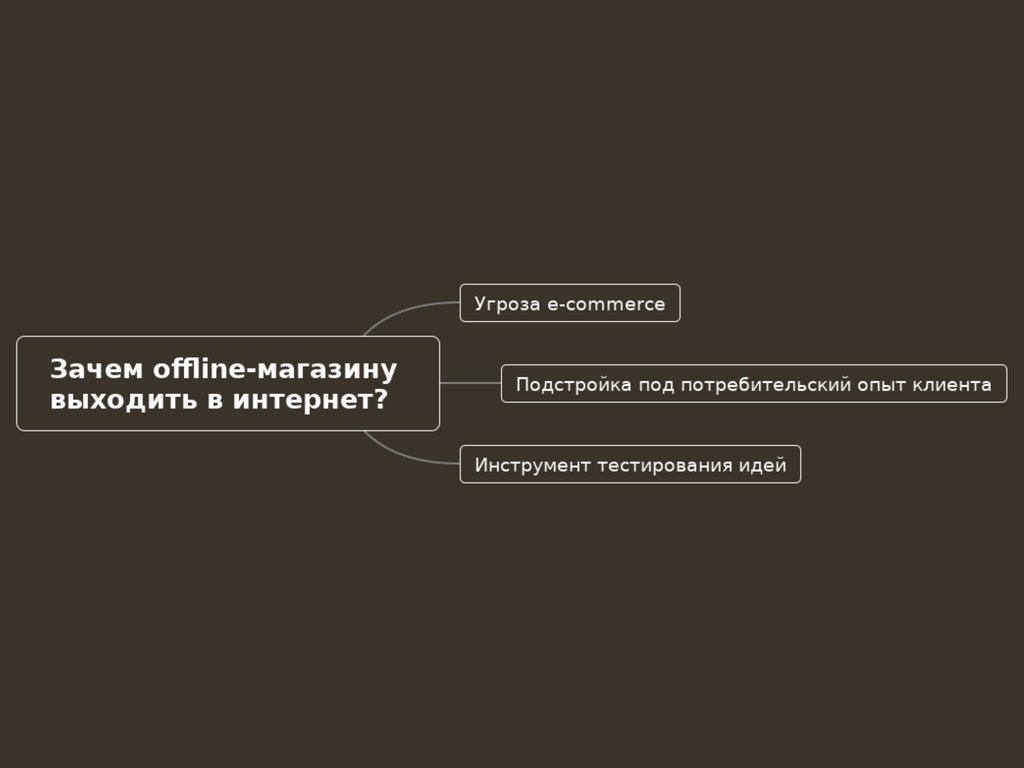 Зачем offline-магазину
выходить в интернет?
Угроза e-commerce
Подстройка под потребительский опыт клиента
Инструмент тестирования идей